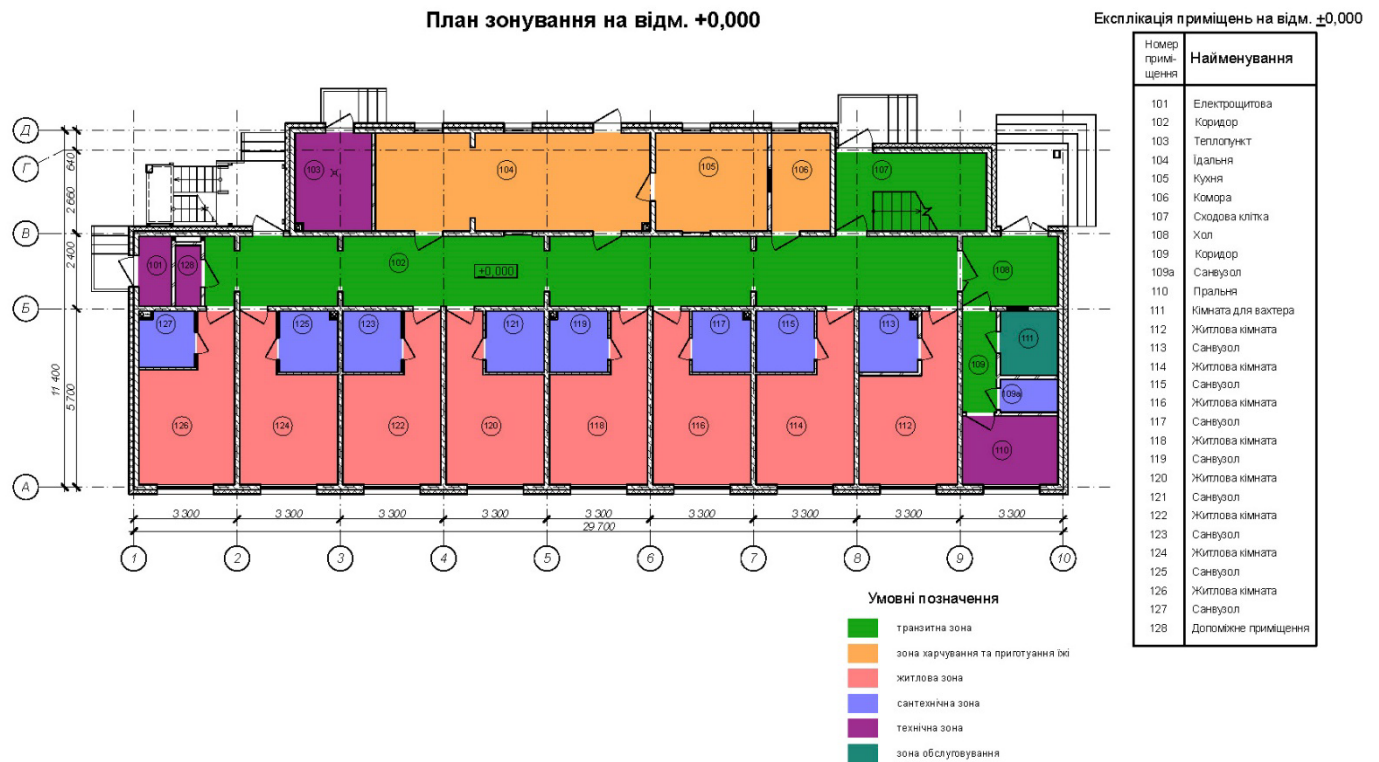 План зонування на відм. +0,000
Експлікація приміщень на відм. ±0,000
Номер
примі-
щення
Найменування
101 Електрощитова
102 Коридор
103 Теплопункт
104 Їдальня
105 Кухня
106 Комора
107 Сходова клітка
108 Хол
109 Коридор
109а Санвузол
110 Пральня
111 Кімната для вахтера
112 Житлова кімната
113 Санвузол
114 Житлова кімната
115 Санвузол
116 Житлова кімната
117 Санвузол
118 Житлова кімната
119 Санвузол
120 Житлова кімната
121 Санвузол
122 Житлова кімната
123 Санвузол
124 Житлова кімната
125 Санвузол
126 Житлова кімната
127 Санвузол
128 Допоміжне приміщення
Д
Г
В
Б
А
640
2 660
2 400
11 400
5 700
103
104
105
106
107
101
128
102
±0,000
108
127
125
123
121
119
117
115
113
111
109
109а
126
124
122
120
118
116
114
112
110
3 300 3 300 3 300 3 300 3 300 3 300 3 300 3 300 3 300
29 700
1 2 3 4 5 6 7 8 9 10
Умовні позначення
транзитна зона
зона харчування та приготуання їжі
житлова зона
сантехнічна зона
технічна зона
зона обслуговування